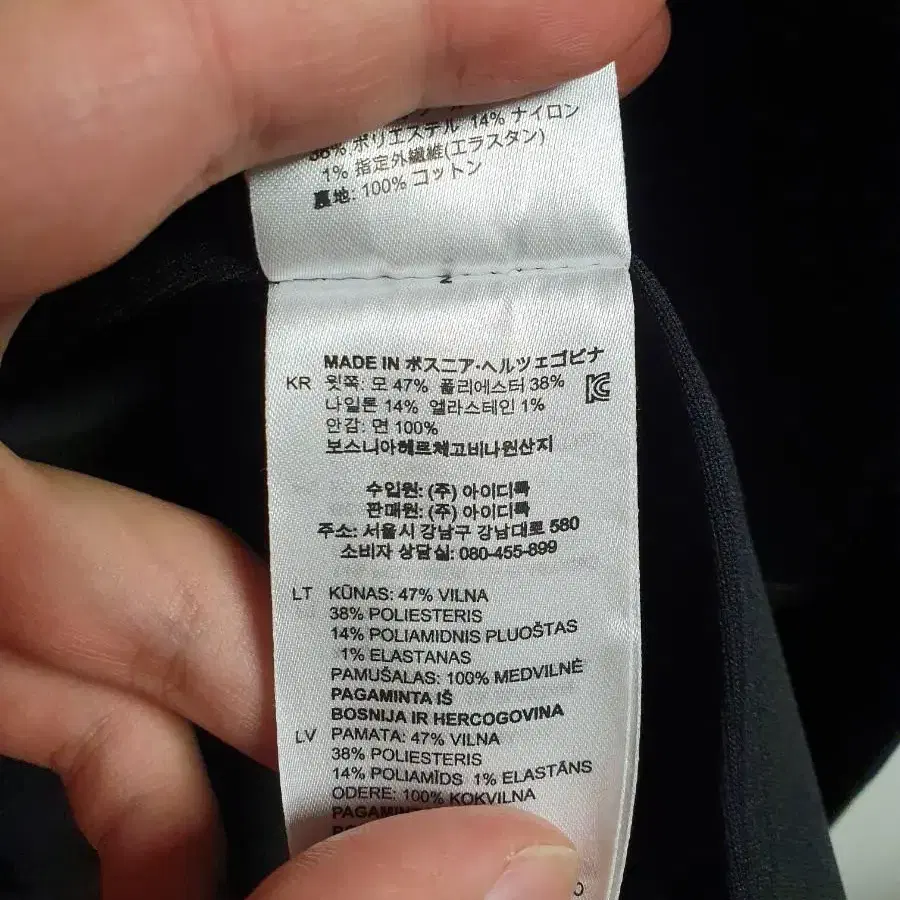 38% ポリエステル 14% ナイロン
1% 指定外繊維(エラスタン)
裏地: 100% コットン
MADE IN ボスニア・ヘルツェゴビナ
KR 윗쪽: 모 47% 폴리에스터 38%
나일론 14% 엘라스테인 1%
안감: 면 100%
보스니아헤르체고비나원산지
수입원: (주) 아이디룩
판매원: (주) 아이디룩
주소: 서울시 강남구 강남대로 580
소비자 상담실: 080-455-899
LT KŪNAS: 47% VILNA
38% POLIESTERIS
14% POLIAMIDNIS PLUOŠTAS
1% ELASTANAS
PAMUŠALAS: 100% MEDVILNĖ
PAGAMINTA IŠ
BOSNIJA IR HERCOGOVINA
LV PAMATA: 47% VILNA
38% POLIESTERIS
14% POLIAMĪDS 1% ELASTĀNS
ODERE: 100% KOKVILNA